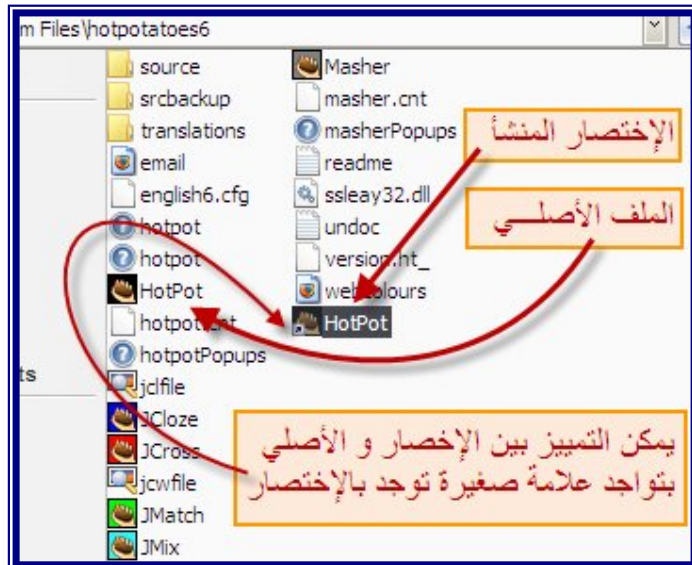 m Files\hotpotatoes6
source
srcbackup
translations
email
english6.cfg
hotpot
hotpot
HotPot
hotpot.cnt
hotpotPopups
jclfile
JCloze
JCross
jcwfile
JMatch
JMix
Masher
masher.cnt
masherPopups
readme
ssleay32.dll
undoc
version.ht_
webcolours
HotPot
ts
الإختصار المنشأ
الملف الأصلـــي
يمكن التمييز بين الإخصار و الأصلي
بتواجد علامة صغيرة توجد بالإختصار